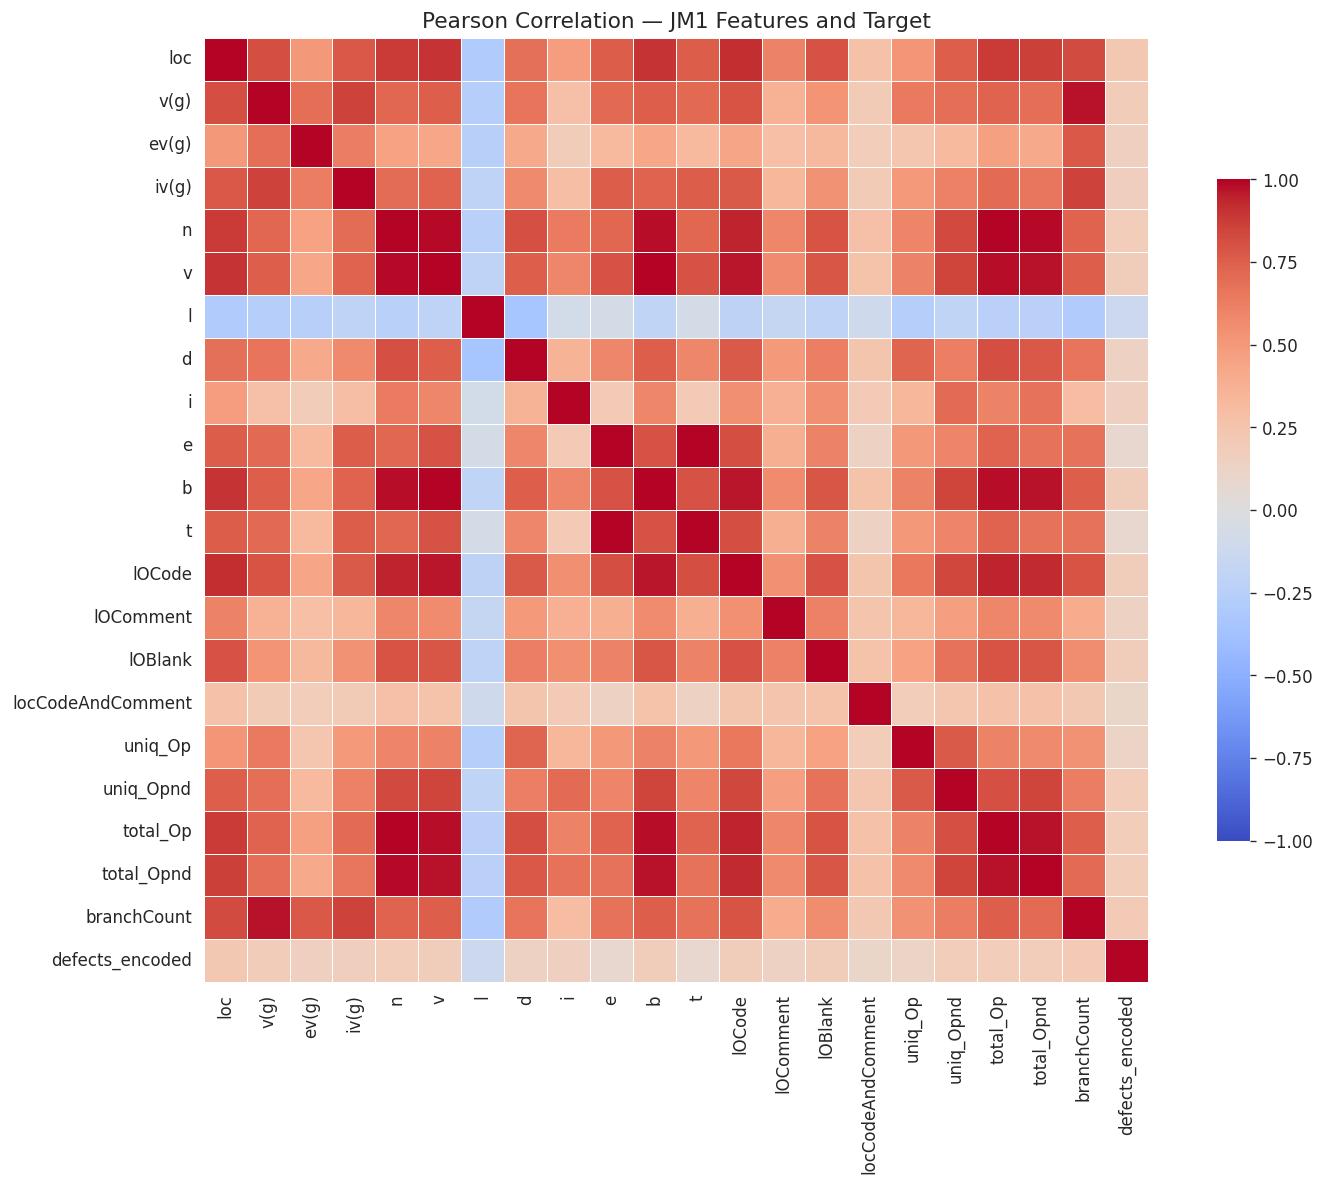 Pearson Correlation — JM1 Features and Target
loc
v(g)
ev(g)
iv(g)
n
v
l
d
i
e
b
t
lOCode
lOComment
lOBlank
locCodeAndComment
uniq_Op
uniq_Opnd
total_Op
total_Opnd
branchCount
defects_encoded
loc
v(g)
ev(g)
iv(g)
n
v
l
d
i
e
b
t
lOCode
lOComment
lOBlank
locCodeAndComment
uniq_Op
uniq_Opnd
total_Op
total_Opnd
branchCount
defects_encoded
1.00
0.75
0.50
0.25
0.00
−0.25
−0.50
−0.75
−1.00